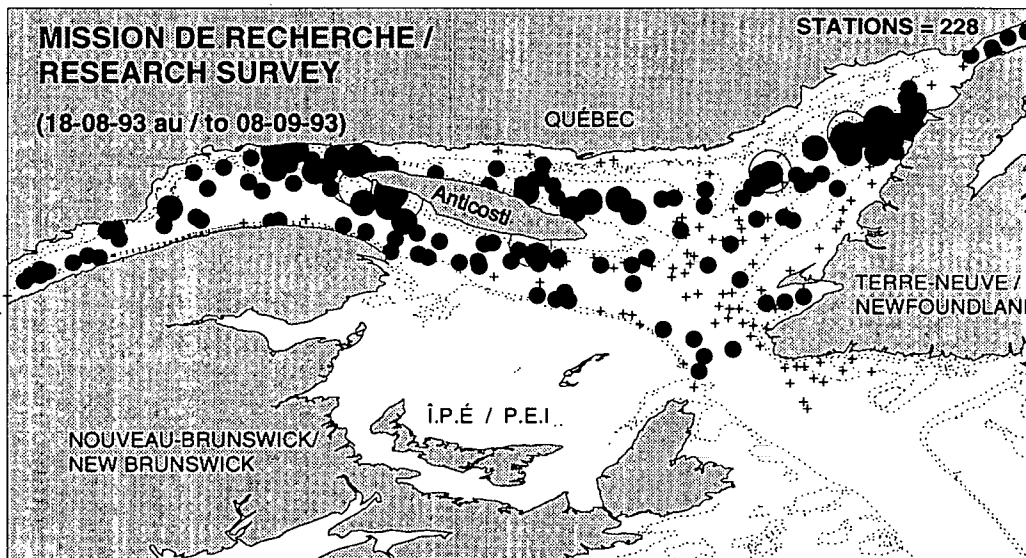 MISSION DE RECHERCHE /
RESEARCH SURVEY
(18-08-93 au / to 08-09-93)
STATIONS = 228
QUÉBEC
Anticosti
TERRE-NEUVE /
NEWFOUNDLAND
Î.P.É / P.E.I..
NOUVEAU-BRUNSWICK/
NEW BRUNSWICK